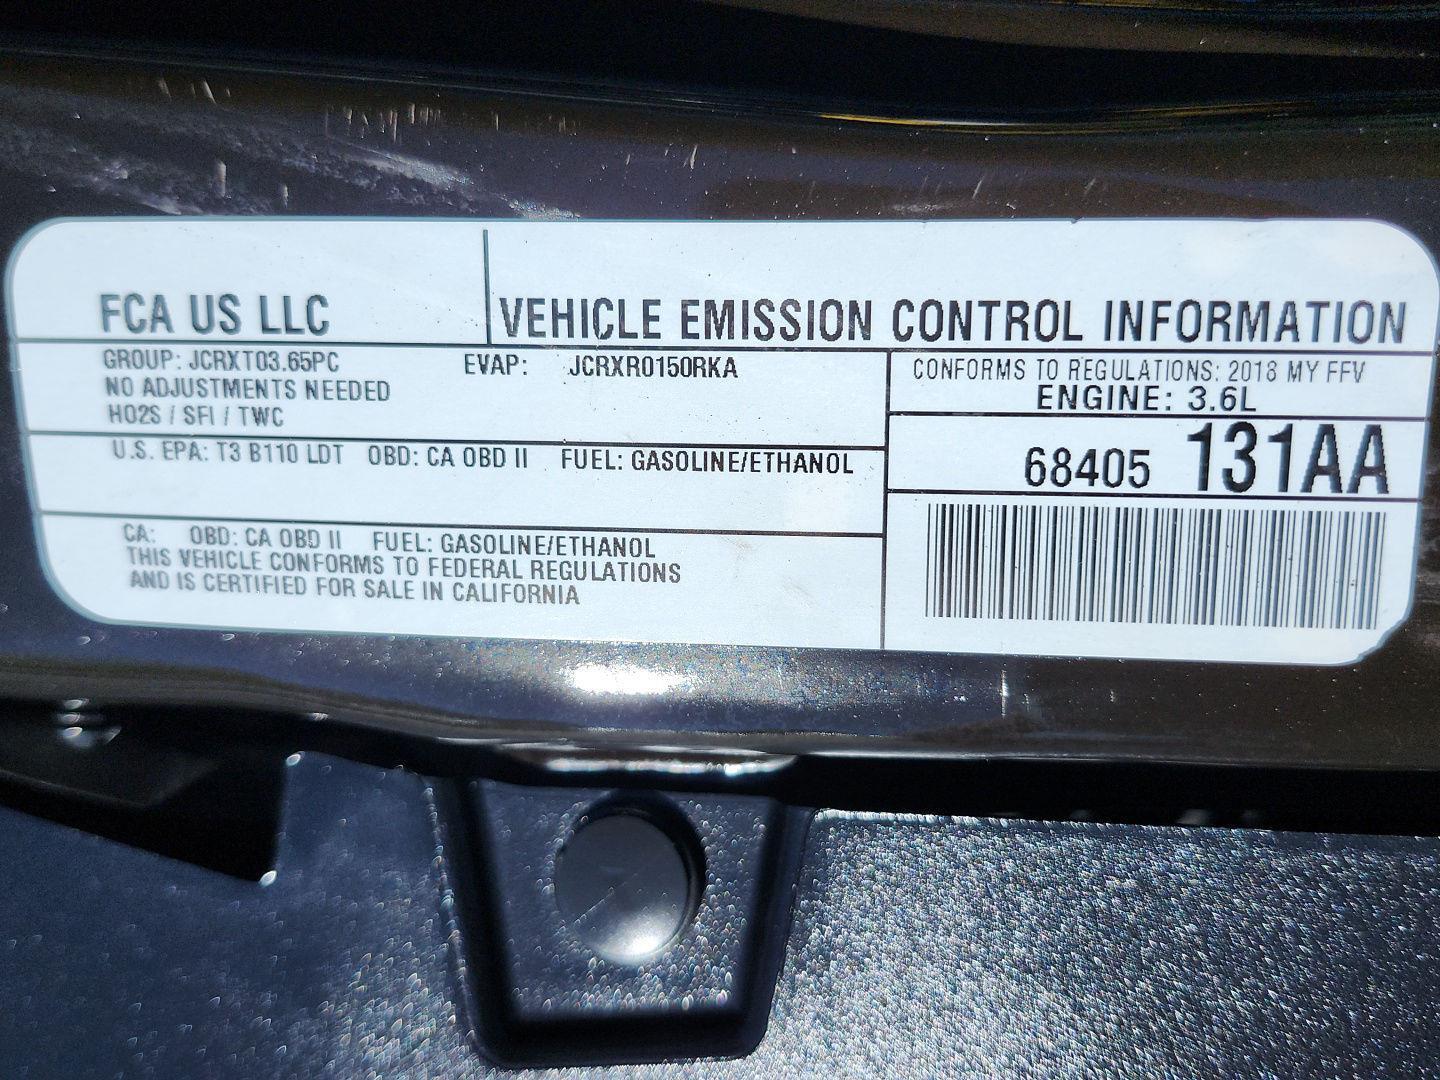 FCA US LLC
VEHICLE EMISSION CONTROL INFORMATION
GROUP: JCRXT03.65PC EVAP: JCRXR0150RKA
NO ADJUSTMENTS NEEDED
HO2S / SFI / TWC
CONFORMS TO REGULATIONS: 2018 MY FFV
ENGINE: 3.6L
68405 131AA
U.S. EPA: T3 B110 LDT OBD: CA OBD II FUEL: GASOLINE/ETHANOL
CA: OBD: CA OBD II FUEL: GASOLINE/ETHANOL
THIS VEHICLE CONFORMS TO FEDERAL REGULATIONS
AND IS CERTIFIED FOR SALE IN CALIFORNIA